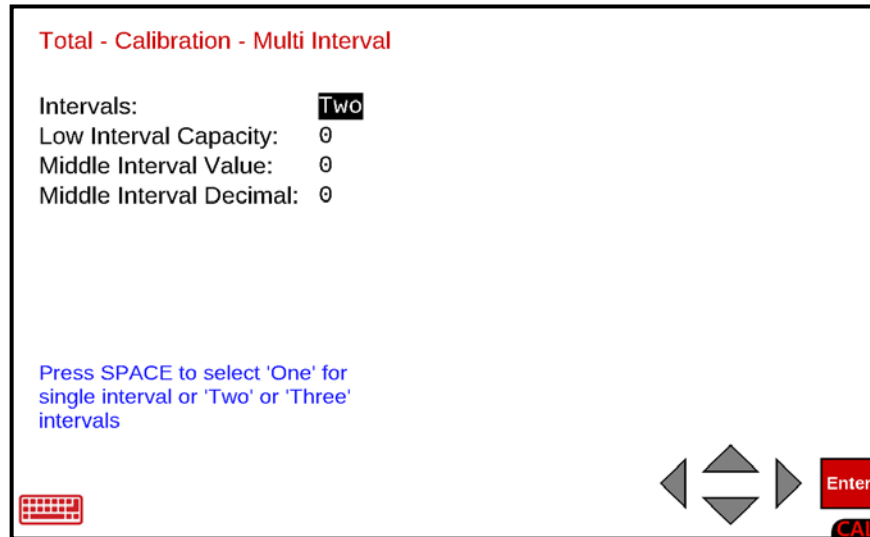 Total - Calibration - Multi Interval
Intervals: Two
Low Interval Capacity: 0
Middle Interval Value: 0
Middle Interval Decimal: 0
Press SPACE to select 'One' for
single interval or 'Two' or 'Three'
intervals
Enter